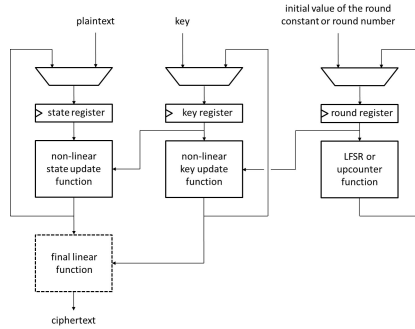 plaintext
key
initial value of the round
constant or round number
state register
key register
round register
non-linear
state update
function
non-linear
key update
function
LFSR or
upcounter
function
final linear
function
ciphertext